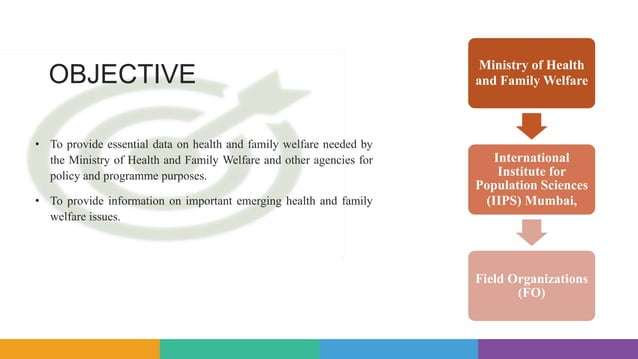 OBJECTIVE
• To provide essential data on health and family welfare needed by
the Ministry of Health and Family Welfare and other agencies for
policy and programme purposes.
• To provide information on important emerging health and family
welfare issues.
Ministry of Health
and Family Welfare
International
Institute for
Population Sciences
(IIPS) Mumbai,
Field Organizations
(FO)